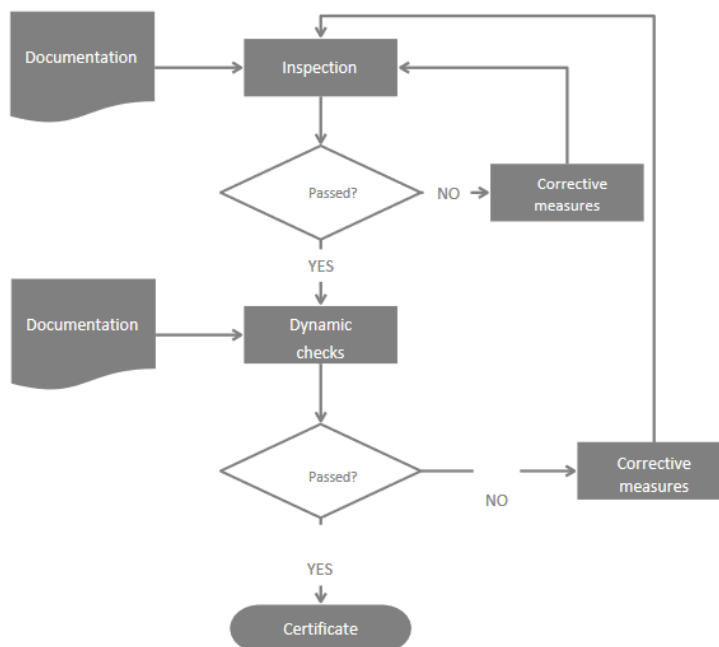 Documentation
Inspection
Passed?
NO
Corrective
measures
YES
Documentation
Dynamic
checks
Passed?
NO
Corrective
measures
YES
Certificate